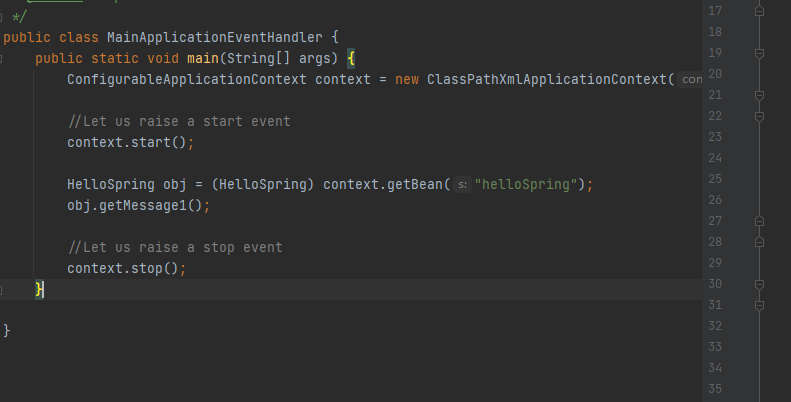 */
public class MainApplicationEventHandler {
public static void main(String[] args) {
ConfigurableApplicationContext context = new ClassPathXmlApplicationContext( con
//Let us raise a start event
context.start();
HelloSpring obj = (HelloSpring) context.getBean( s: "helloSpring");
obj.getMessage1();
//Let us raise a stop event
context.stop();
}
}
17
18
19
20
21
22
23
24
25
26
27
28
29
30
31
32
33
34
35